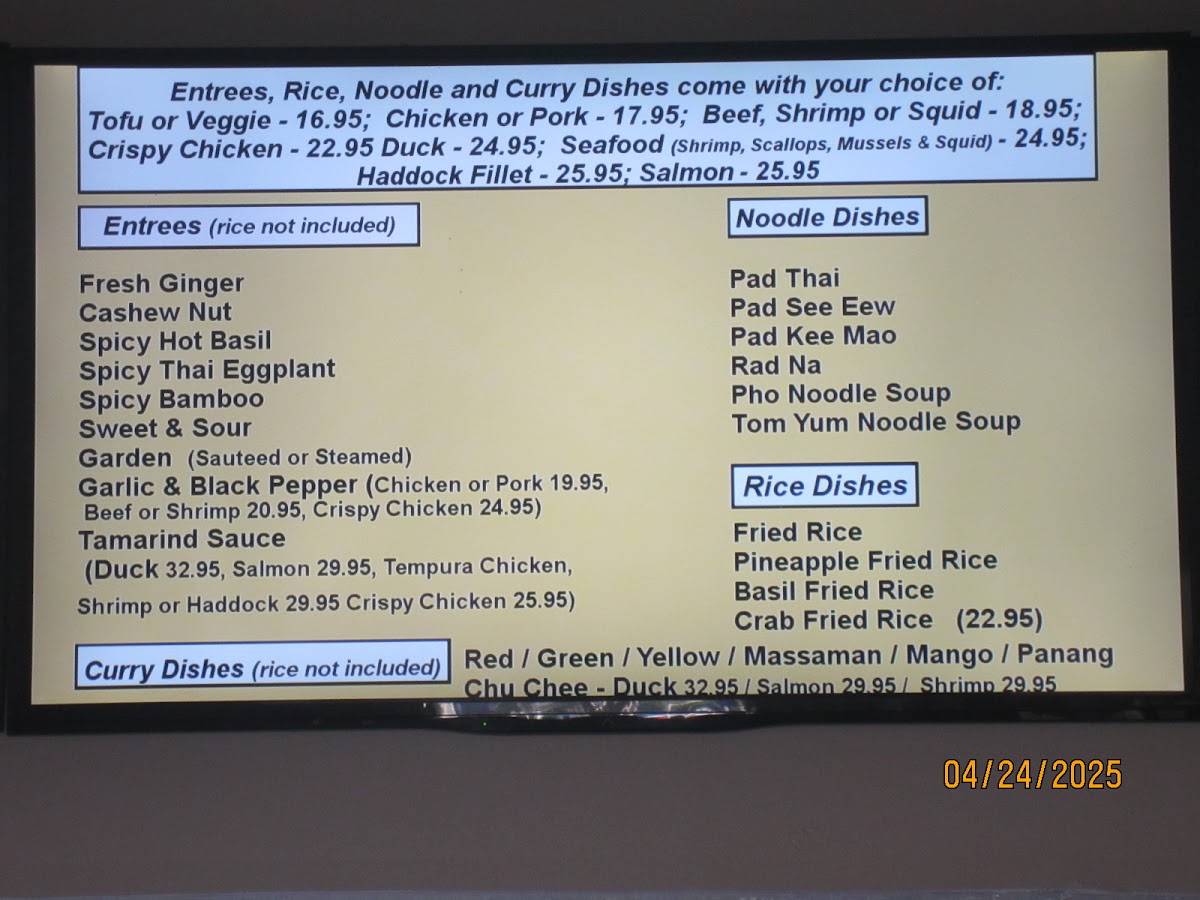 Entrees, Rice, Noodle and Curry Dishes come with your choice of:
Tofu or Veggie - 16.95; Chicken or Pork - 17.95; Beef, Shrimp or Squid - 18.95;
Crispy Chicken - 22.95 Duck - 24.95; Seafood (Shrimp, Scallops, Mussels & Squid) - 24.95;
Haddock Fillet - 25.95; Salmon - 25.95
Entrees (rice not included)
Fresh Ginger
Cashew Nut
Spicy Hot Basil
Spicy Thai Eggplant
Spicy Bamboo
Sweet & Sour
Garden (Sauteed or Steamed)
Garlic & Black Pepper (Chicken or Pork 19.95,
Beef or Shrimp 20.95, Crispy Chicken 24.95)
Tamarind Sauce
(Duck 32.95, Salmon 29.95, Tempura Chicken,
Shrimp or Haddock 29.95 Crispy Chicken 25.95)
Noodle Dishes
Pad Thai
Pad See Eew
Pad Kee Mao
Rad Na
Pho Noodle Soup
Tom Yum Noodle Soup
Rice Dishes
Fried Rice
Pineapple Fried Rice
Basil Fried Rice
Crab Fried Rice (22.95)
Curry Dishes (rice not included)
Red / Green / Yellow / Massaman / Mango / Panang
Chu Chee - Duck 32.95 / Salmon 29.95 / Shrimp 29.95
04/24/2025